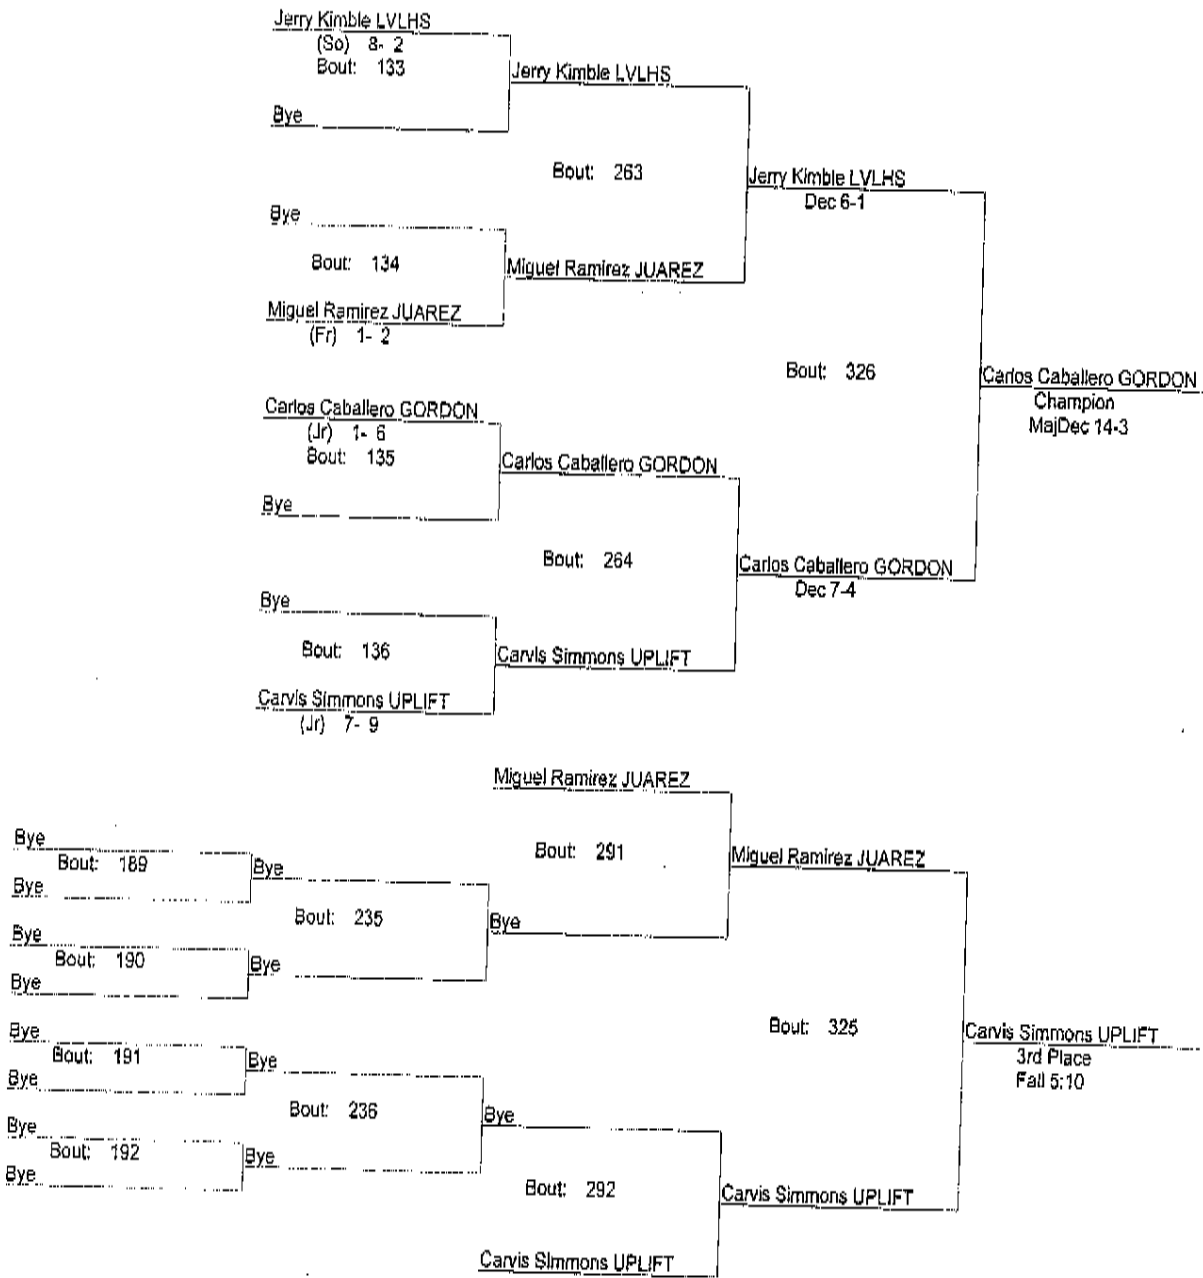 Jerry Kimble LVLHS
(So) 8- 2
Bout: 133
Jerry Kimble LVLHS
Bye
Bout: 263
Jerry Kimble LVLHS
Dec 6-1
Bye
Bout: 134
Miguel Ramirez JUAREZ
Miguel Ramirez JUAREZ
(Fr) 1- 2
Bout: 326
Carlos Caballero GORDON
Champion
MajDec 14-3
Carlos Caballero GORDON
(Jr) 1- 6
Bout: 135
Carlos Caballero GORDON
Bye
Bout: 264
Carlos Caballero GORDON
Dec 7-4
Bye
Bout: 136
Carvis Simmons UPLIFT
Carvis Simmons UPLIFT
(Jr) 7- 9
Miguel Ramirez JUAREZ
Bye
Bout: 189
Bye
Bye
Bout: 291
Miguel Ramirez JUAREZ
Bout: 235
Bye
Bye
Bout: 190
Bye
Bye
Bye
Bout: 191
Bye
Bye
Bout: 325
Carvis Simmons UPLIFT
3rd Place
Fall 5:10
Bout: 236
Bye
Bye
Bout: 192
Bye
Bye
Bout: 292
Carvis Simmons UPLIFT
Carvis Simmons UPLIFT